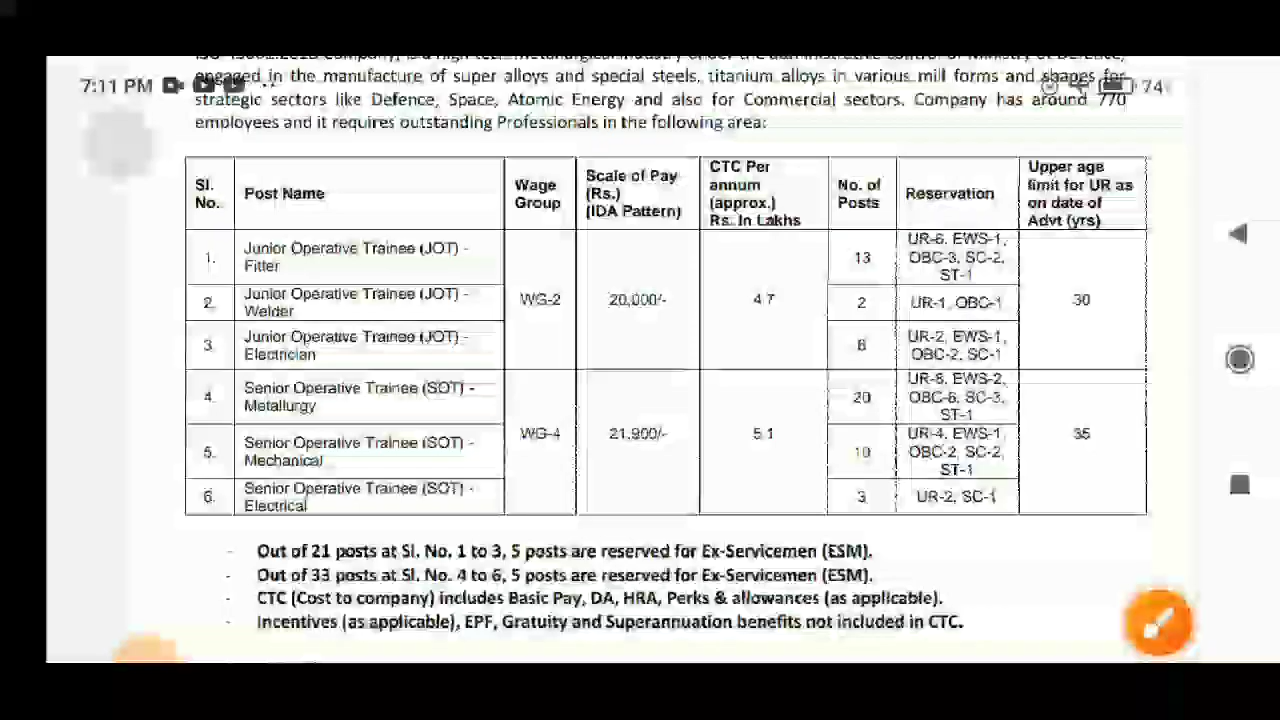 7:11 PM
74
engaged in the manufacture of super alloys and special steels, titanium alloys in various mill forms and shapes for
strategic sectors like Defence, Space, Atomic Energy and also for Commercial sectors. Company has around 770
employees and it requires outstanding Professionals in the following area:
Sl. No. Post Name Wage Group Scale of Pay (Rs.) (IDA Pattern) CTC Per annum (approx.) Rs. In Lakhs No. of Posts Reservation Upper age limit for UR as on date of Advt (yrs)
1. Junior Operative Trainee (JOT) - Fitter 13 UR-6, EWS-1, OBC-3, SC-2, ST-1
2. Junior Operative Trainee (JOT) - Welder WG-2 20,000/- 4.7 2 UR-1, OBC-1 30
3. Junior Operative Trainee (JOT) - Electrician 6 UR-2, EWS-1, OBC-2, SC-1
4. Senior Operative Trainee (SOT) - Metallurgy 20 UR-8, EWS-2, OBC-6, SC-3, ST-1
5. Senior Operative Trainee (SOT) - Mechanical WG-4 21,900/- 5.1 10 UR-4, EWS-1, OBC-2, SC-2, ST-1 35
6. Senior Operative Trainee (SOT) - Electrical 3 UR-2, SC-1
- Out of 21 posts at Sl. No. 1 to 3, 5 posts are reserved for Ex-Servicemen (ESM).
- Out of 33 posts at Sl. No. 4 to 6, 5 posts are reserved for Ex-Servicemen (ESM).
- CTC (Cost to company) includes Basic Pay, DA, HRA, Perks & allowances (as applicable).
- Incentives (as applicable), EPF, Gratuity and Superannuation benefits not included in CTC.